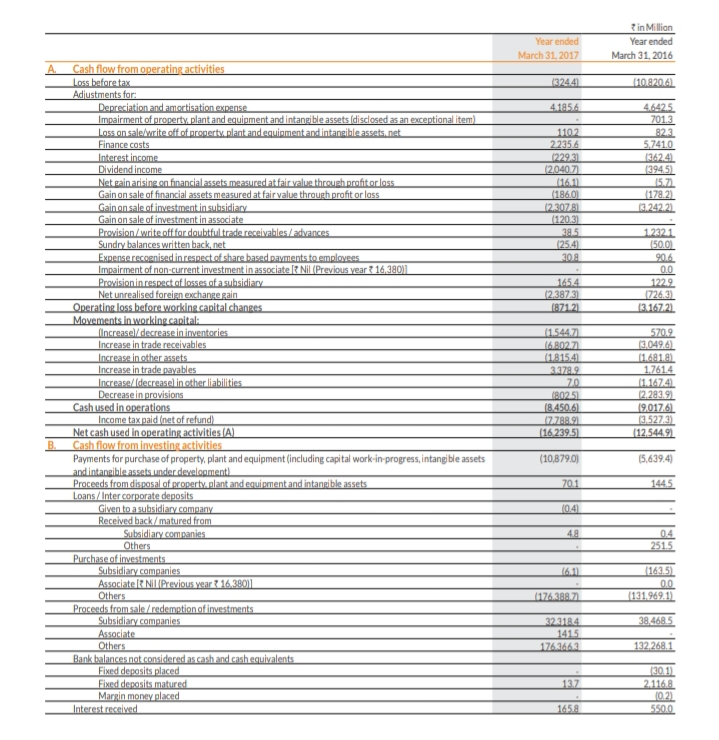 ₹ in Million
Year ended Year ended
March 31, 2017 March 31, 2016
A. Cash flow from operating activities
Loss before tax (324.4) (10,820.6)
Adjustments for:
Depreciation and amortisation expense 4,185.6 4,642.5
Impairment of property, plant and equipment and intangible assets (disclosed as an exceptional item) - 701.3
Loss on sale/write off of property, plant and equipment and intangible assets, net 110.2 82.3
Finance costs 2,235.6 5,741.0
Interest income (229.3) (362.4)
Dividend income (2,040.7) (394.5)
Net gain arising on financial assets measured at fair value through profit or loss (16.1) (5.7)
Gain on sale of financial assets measured at fair value through profit or loss (186.0) (178.2)
Gain on sale of investment in subsidiary (2,307.8) (3,242.2)
Gain on sale of investment in associate (120.3) -
Provision / write off for doubtful trade receivables / advances 38.5 1,232.1
Sundry balances written back, net (25.4) (50.0)
Expense recognised in respect of share based payments to employees 30.8 90.6
Impairment of non-current investment in associate [₹ Nil (Previous year ₹ 16,380)] - 0.0
Provision in respect of losses of a subsidiary 165.4 122.9
Net unrealised foreign exchange gain (2,387.3) (726.3)
Operating loss before working capital changes (871.2) (3,167.2)
Movements in working capital:
(Increase)/ decrease in inventories (1,544.7) 570.9
Increase in trade receivables (6,802.7) (3,049.6)
Increase in other assets (1,815.4) (1,681.8)
Increase in trade payables 3,378.9 1,761.4
Increase/ (decrease) in other liabilities 7.0 (1,167.4)
Decrease in provisions (802.5) (2,283.9)
Cash used in operations (8,450.6) (9,017.6)
Income tax paid (net of refund) (7,788.9) (3,527.3)
Net cash used in operating activities (A) (16,239.5) (12,544.9)
B. Cash flow from investing activities
Payments for purchase of property, plant and equipment (including capital work-in-progress, intangible assets (10,879.0) (5,639.4)
and intangible assets under development)
Proceeds from disposal of property, plant and equipment and intangible assets 70.1 144.5
Loans / Inter corporate deposits
Given to a subsidiary company (0.4) -
Received back / matured from
Subsidiary companies 4.8 0.4
Others - 251.5
Purchase of investments
Subsidiary companies (6.1) (163.5)
Associate [₹ Nil (Previous year ₹ 16,380)] - 0.0
Others (176,388.7) (131,969.1)
Proceeds from sale / redemption of investments
Subsidiary companies 32,318.4 38,468.5
Associate 141.5 -
Others 176,366.3 132,268.1
Bank balances not considered as cash and cash equivalents
Fixed deposits placed - (30.1)
Fixed deposits matured 13.7 2,116.8
Margin money placed - (0.2)
Interest received 165.8 550.0